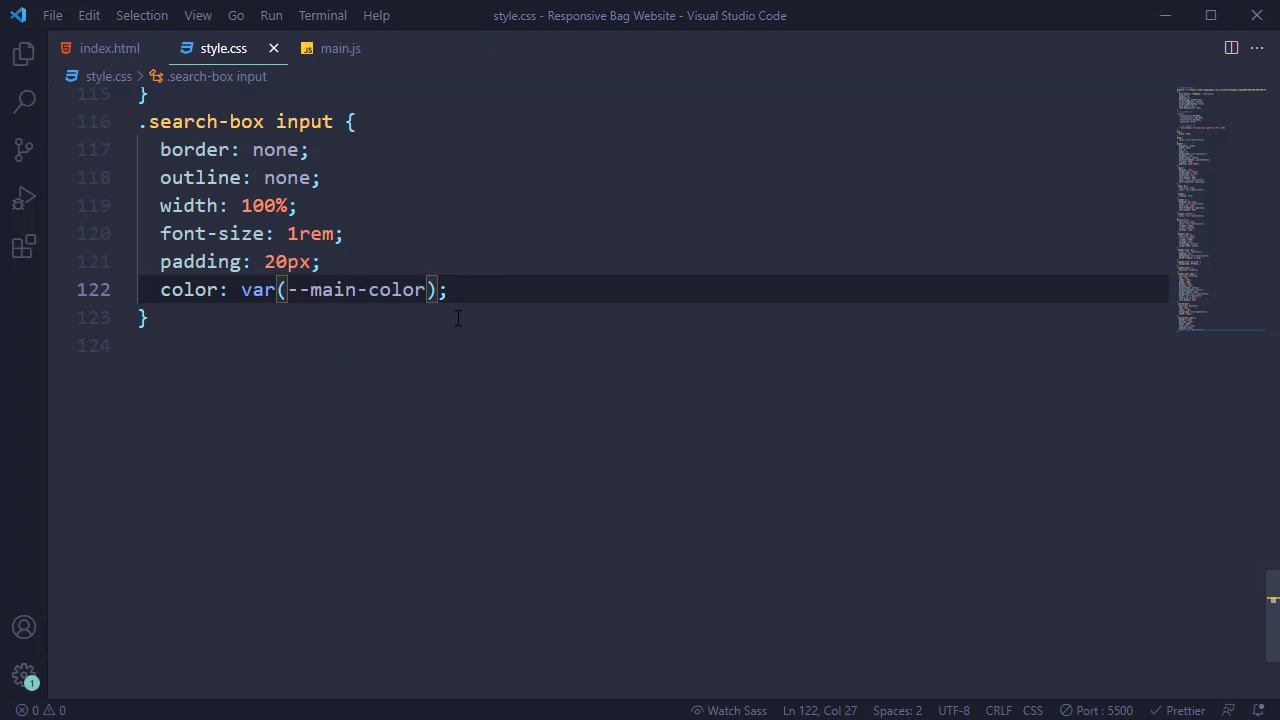 File Edit Selection View Go Run Terminal Help style.css - Responsive Bag Website - Visual Studio Code
index.html style.css JS main.js
style.css .search-box input
115 }
116 .search-box input {
117 border: none;
118 outline: none;
119 width: 100%;
120 font-size: 1rem;
121 padding: 20px;
122 color: var(--main-color);
123 }
124
1
0 0 Watch Sass Ln 122, Col 27 Spaces: 2 UTF-8 CRLF CSS Port : 5500 Prettier